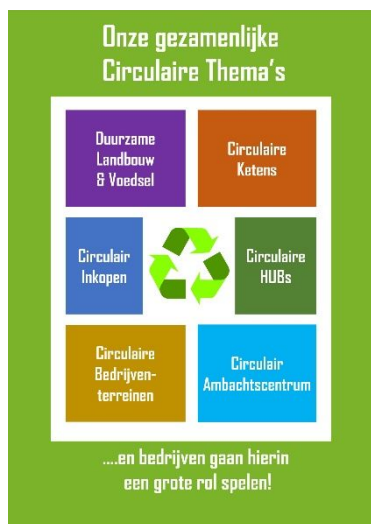 Onze gezamenlijke
Circulaire Thema's
Duurzame
Landbouw
& Voedsel
Circulaire
Ketens
Circulair
Inkopen
Circulaire
HUBs
Circulaire
Bedrijven-
terreinen
Circulair
Ambachtscentrum
....en bedrijven gaan hierin
een grote rol spelen!